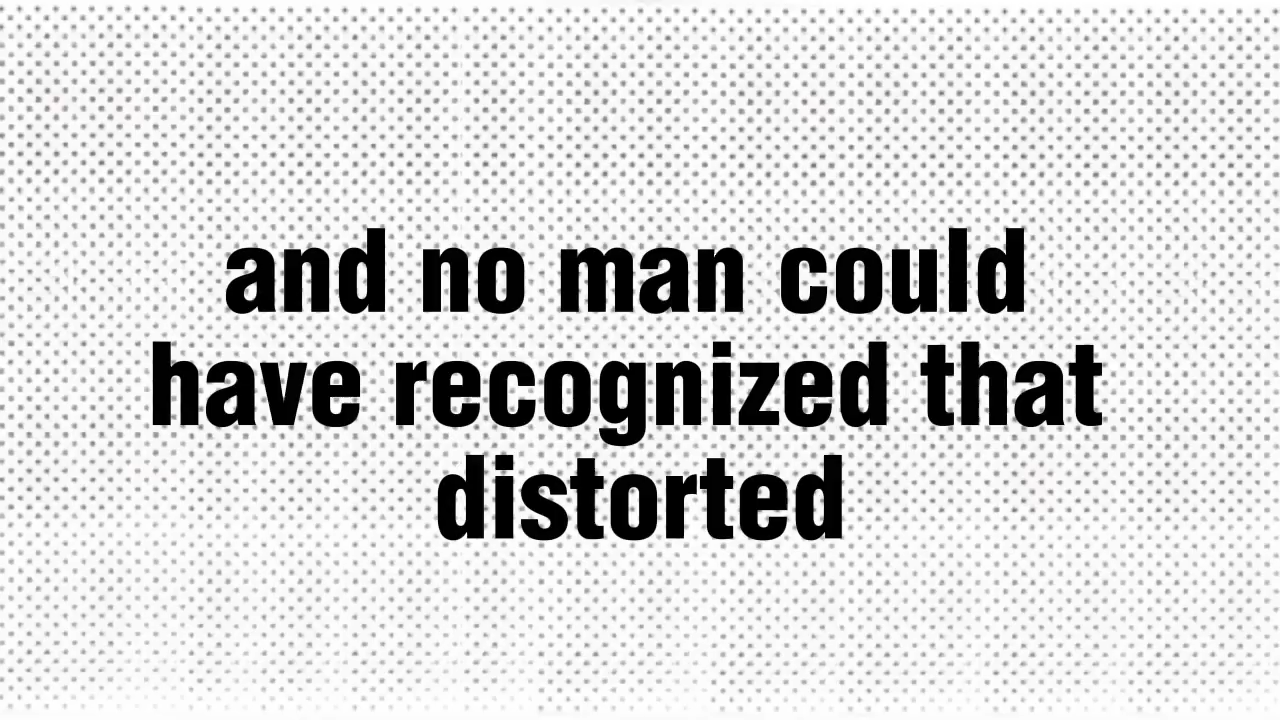 and no man could
have recognized that
distorted